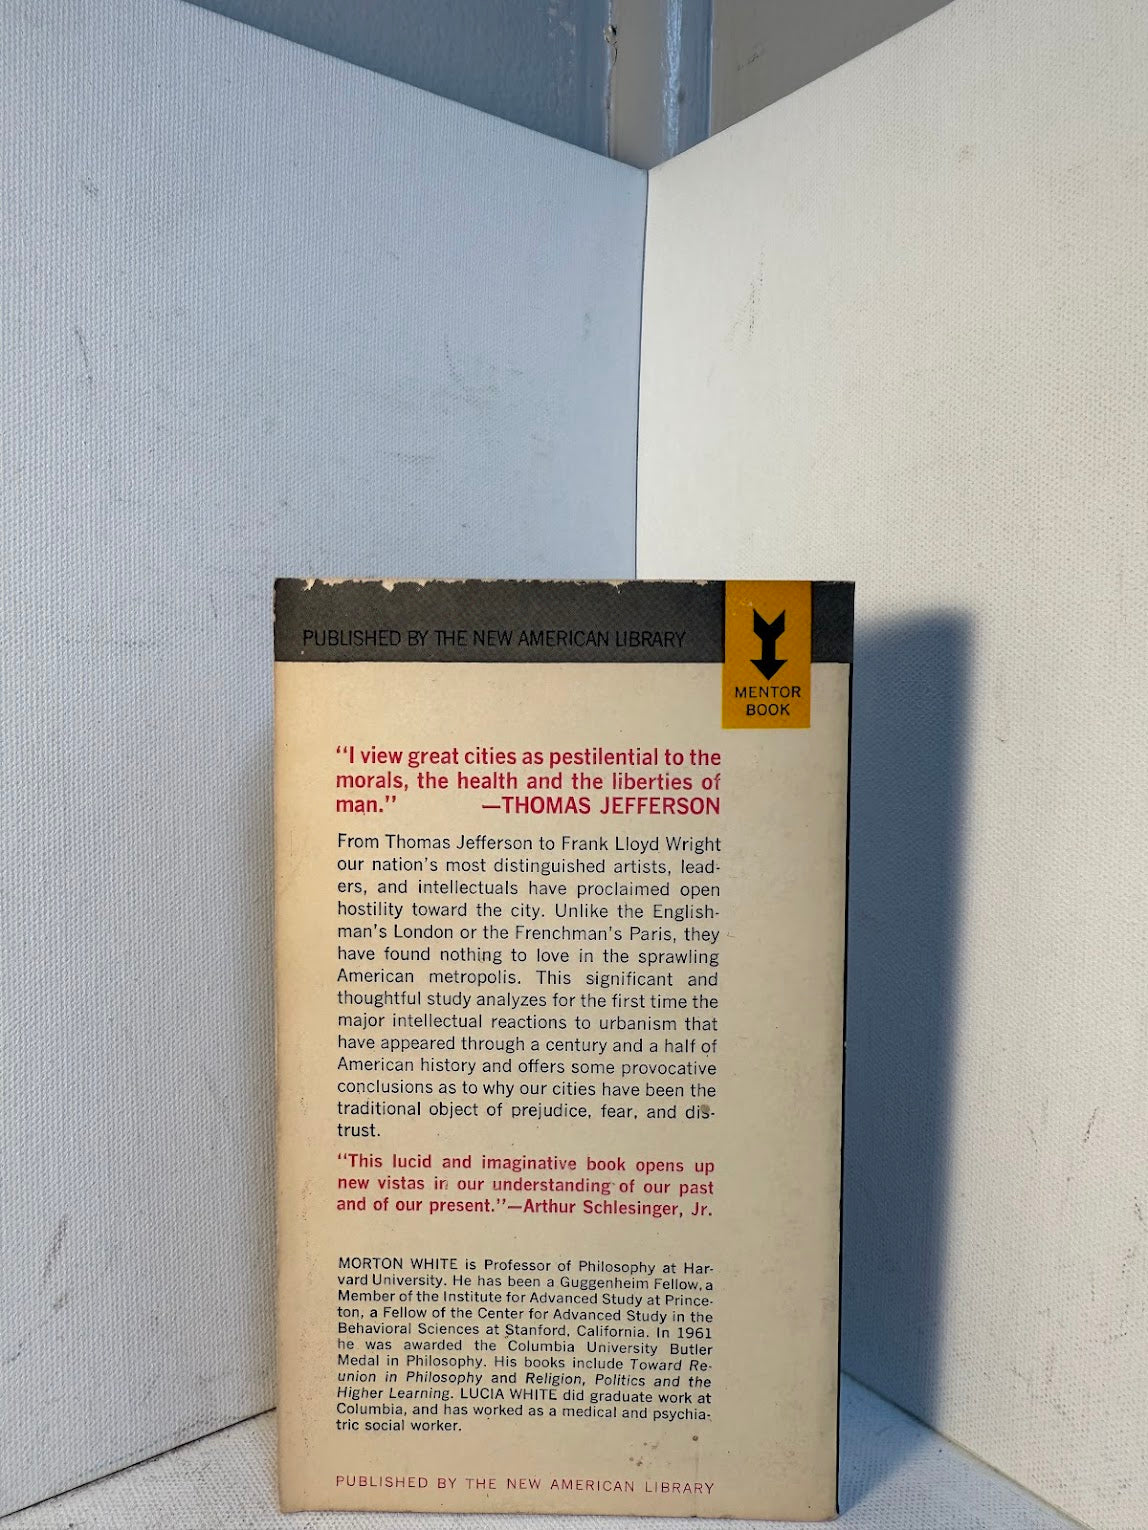 PUBLISHED BY THE NEW AMERICAN LIBRARY
MENTOR
BOOK
"I view great cities as pestilential to the
morals, the health and the liberties of
man." —THOMAS JEFFERSON
From Thomas Jefferson to Frank Lloyd Wright
our nation's most distinguished artists, lead-
ers, and intellectuals have proclaimed open
hostility toward the city. Unlike the English-
man's London or the Frenchman's Paris, they
have found nothing to love in the sprawling
American metropolis. This significant and
thoughtful study analyzes for the first time the
major intellectual reactions to urbanism that
have appeared through a century and a half of
American history and offers some provocative
conclusions as to why our cities have been the
traditional object of prejudice, fear, and dis-
trust.
"This lucid and imaginative book opens up
new vistas in our understanding of our past
and of our present."—Arthur Schlesinger, Jr.
MORTON WHITE is Professor of Philosophy at Har-
vard University. He has been a Guggenheim Fellow, a
Member of the Institute for Advanced Study at Prince-
ton, a Fellow of the Center for Advanced Study in the
Behavioral Sciences at Stanford, California. In 1961
he was awarded the Columbia University Butler
Medal in Philosophy. His books include Toward Re-
union in Philosophy and Religion, Politics and the
Higher Learning. LUCIA WHITE did graduate work at
Columbia, and has worked as a medical and psychia-
tric social worker.
PUBLISHED BY THE NEW AMERICAN LIBRARY